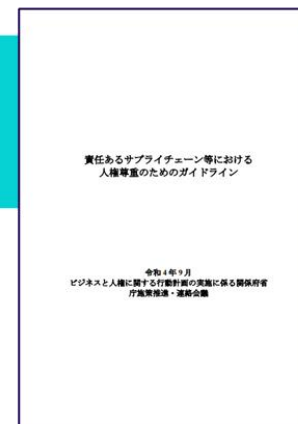 責任あるサプライチェーン等における
人権尊重のためのガイドライン
令和4年9月
ビジネスと人権に関する行動計画の実施に係る関係府省
庁施策推進・連絡会議